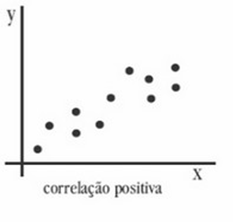 y
x
correlação positiva